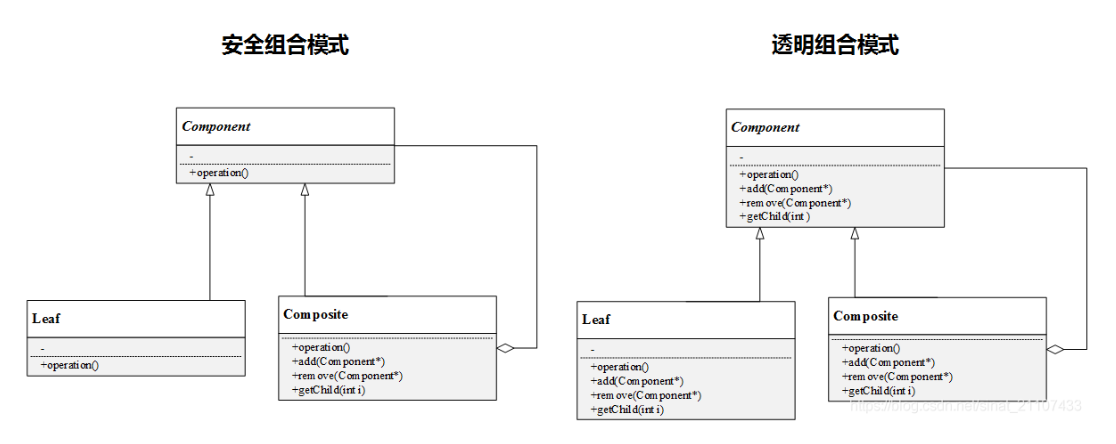 安全组合模式
透明组合模式
Component
-
+operation()
Leaf
-
+operation()
Composite
+operation()
+add(Component*)
+remove(Component*)
+getChild(int i)
Component
-
+operation()
+add(Component*)
+remove(Component*)
+getChild(int )
Leaf
-
+operation()
+add(Component*)
+remove(Component*)
+getChild(int i)
Composite
+operation()
+add(Component*)
+remove(Component*)
+getChild(int i)
https://blog.csdn.net/sinat_21107433